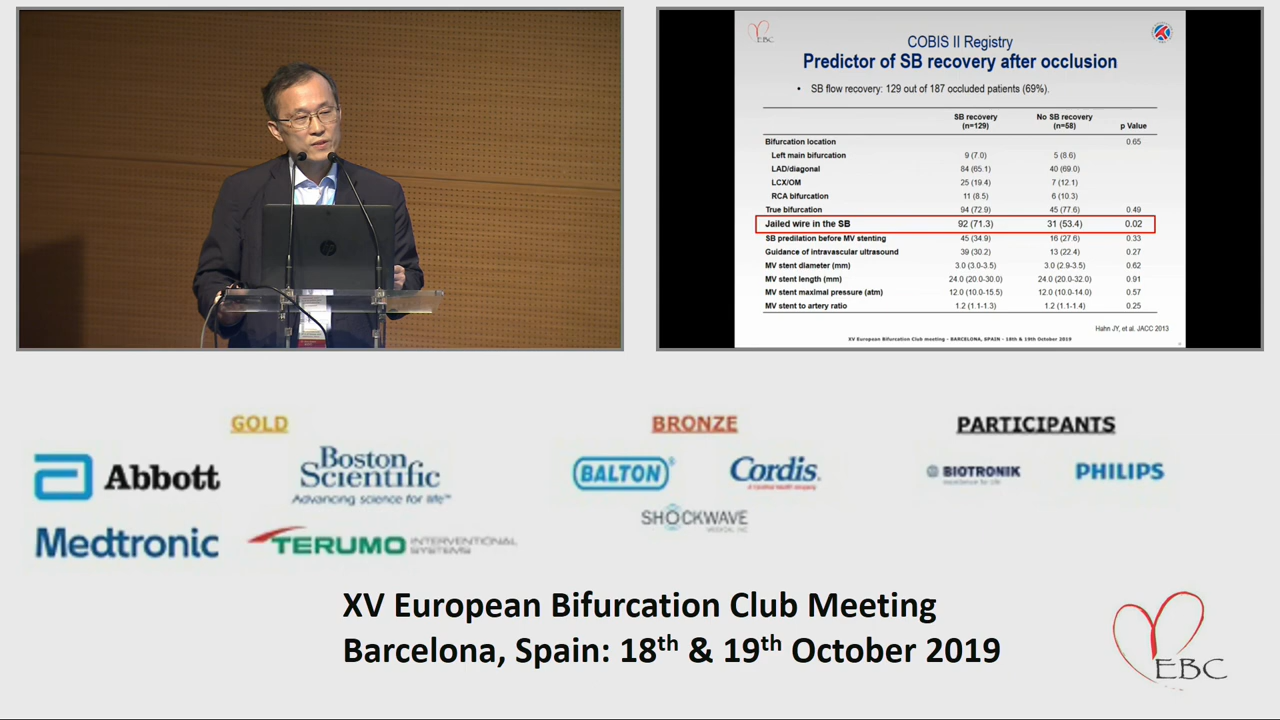 EBC
COBIS II Registry
Predictor of SB recovery after occlusion
• SB flow recovery: 129 out of 187 occluded patients (69%).
SB recovery (n=129) No SB recovery (n=58) p Value
Bifurcation location 0.65
Left main bifurcation 9 (7.0) 5 (8.6)
LAD/diagonal 84 (65.1) 40 (69.0)
LCX/OM 25 (19.4) 7 (12.1)
RCA bifurcation 11 (8.5) 6 (10.3)
True bifurcation 94 (72.9) 45 (77.6) 0.49
Jailed wire in the SB 92 (71.3) 31 (53.4) 0.02
SB predilation before MV stenting 45 (34.9) 16 (27.6) 0.33
Guidance of intravascular ultrasound 39 (30.2) 13 (22.4) 0.27
MV stent diameter (mm) 3.0 (3.0-3.5) 3.0 (2.9-3.5) 0.62
MV stent length (mm) 24.0 (20.0-30.0) 24.0 (20.0-32.0) 0.91
MV stent maximal pressure (atm) 12.0 (10.0-15.5) 12.0 (10.0-14.0) 0.57
MV stent to artery ratio 1.2 (1.1-1.3) 1.2 (1.1-1.4) 0.25
Hahn JY, et al. JACC 2013
XV European Bifurcation Club meeting - BARCELONA, SPAIN - 18th & 19th October 2019
hp
GOLD
BRONZE
PARTICIPANTS
Abbott
Boston Scientific
Advancing science for life™
BALTON®
Cordis.
BIOTRONIK
excellence for life
PHILIPS
SHOCKWAVE
MEDICAL INC
Medtronic
TERUMO INTERVENTIONAL SYSTEMS
XV European Bifurcation Club Meeting
Barcelona, Spain: 18th & 19th October 2019
EBC